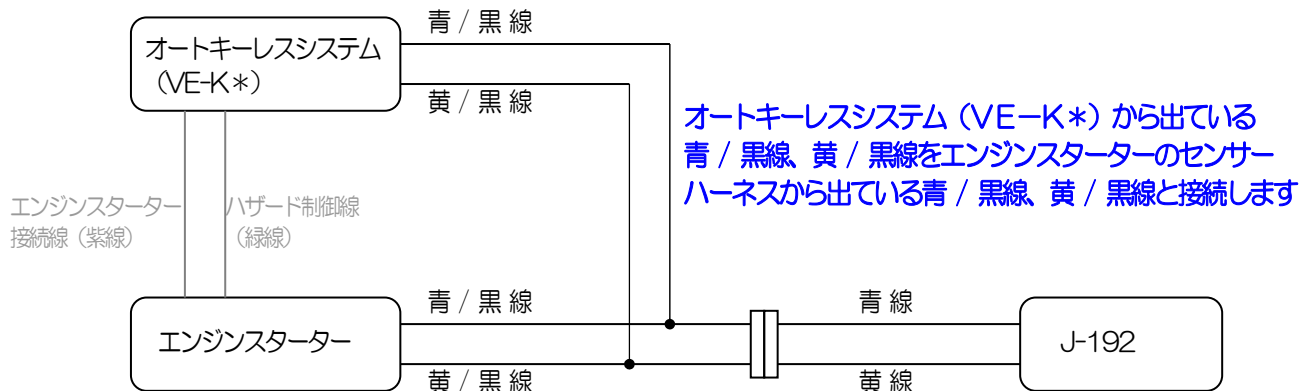 青 / 黒 線
オートキーレスシステム
（VE-K＊）
黄 / 黒 線
オートキーレスシステム（VE－K＊）から出ている
青 / 黒線、黄 / 黒線をエンジンスターターのセンサー
ハーネスから出ている青 / 黒線、黄 / 黒線と接続します
エンジンスターター
接続線（紫線）
ハザード制御線
（緑線）
青 / 黒 線
青 線
エンジンスターター
J-192
黄 / 黒 線
黄 線